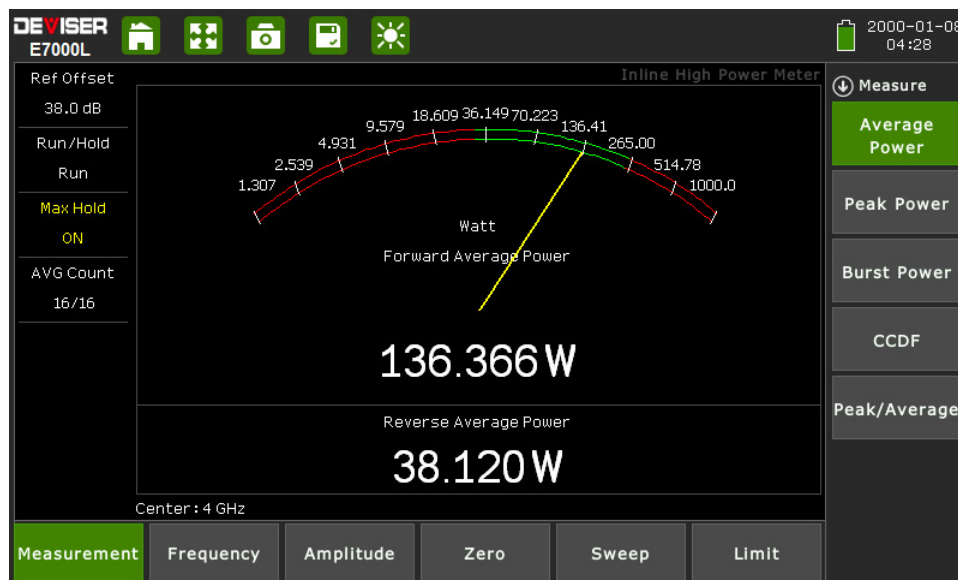 DEVISER
E7000L
2000-01-08
04:28
Ref Offset
38.0 dB
Run/Hold
Run
Max Hold
ON
AVG Count
16/16
Inline High Power Meter
1.307
2.539
4.931
9.579
18.609
36.149
70.223
136.41
265.00
514.78
1000.0
Watt
Forward Average Power
136.366 W
Reverse Average Power
38.120 W
Center: 4 GHz
Measure
Average
Power
Peak Power
Burst Power
CCDF
Peak/Average
Measurement
Frequency
Amplitude
Zero
Sweep
Limit